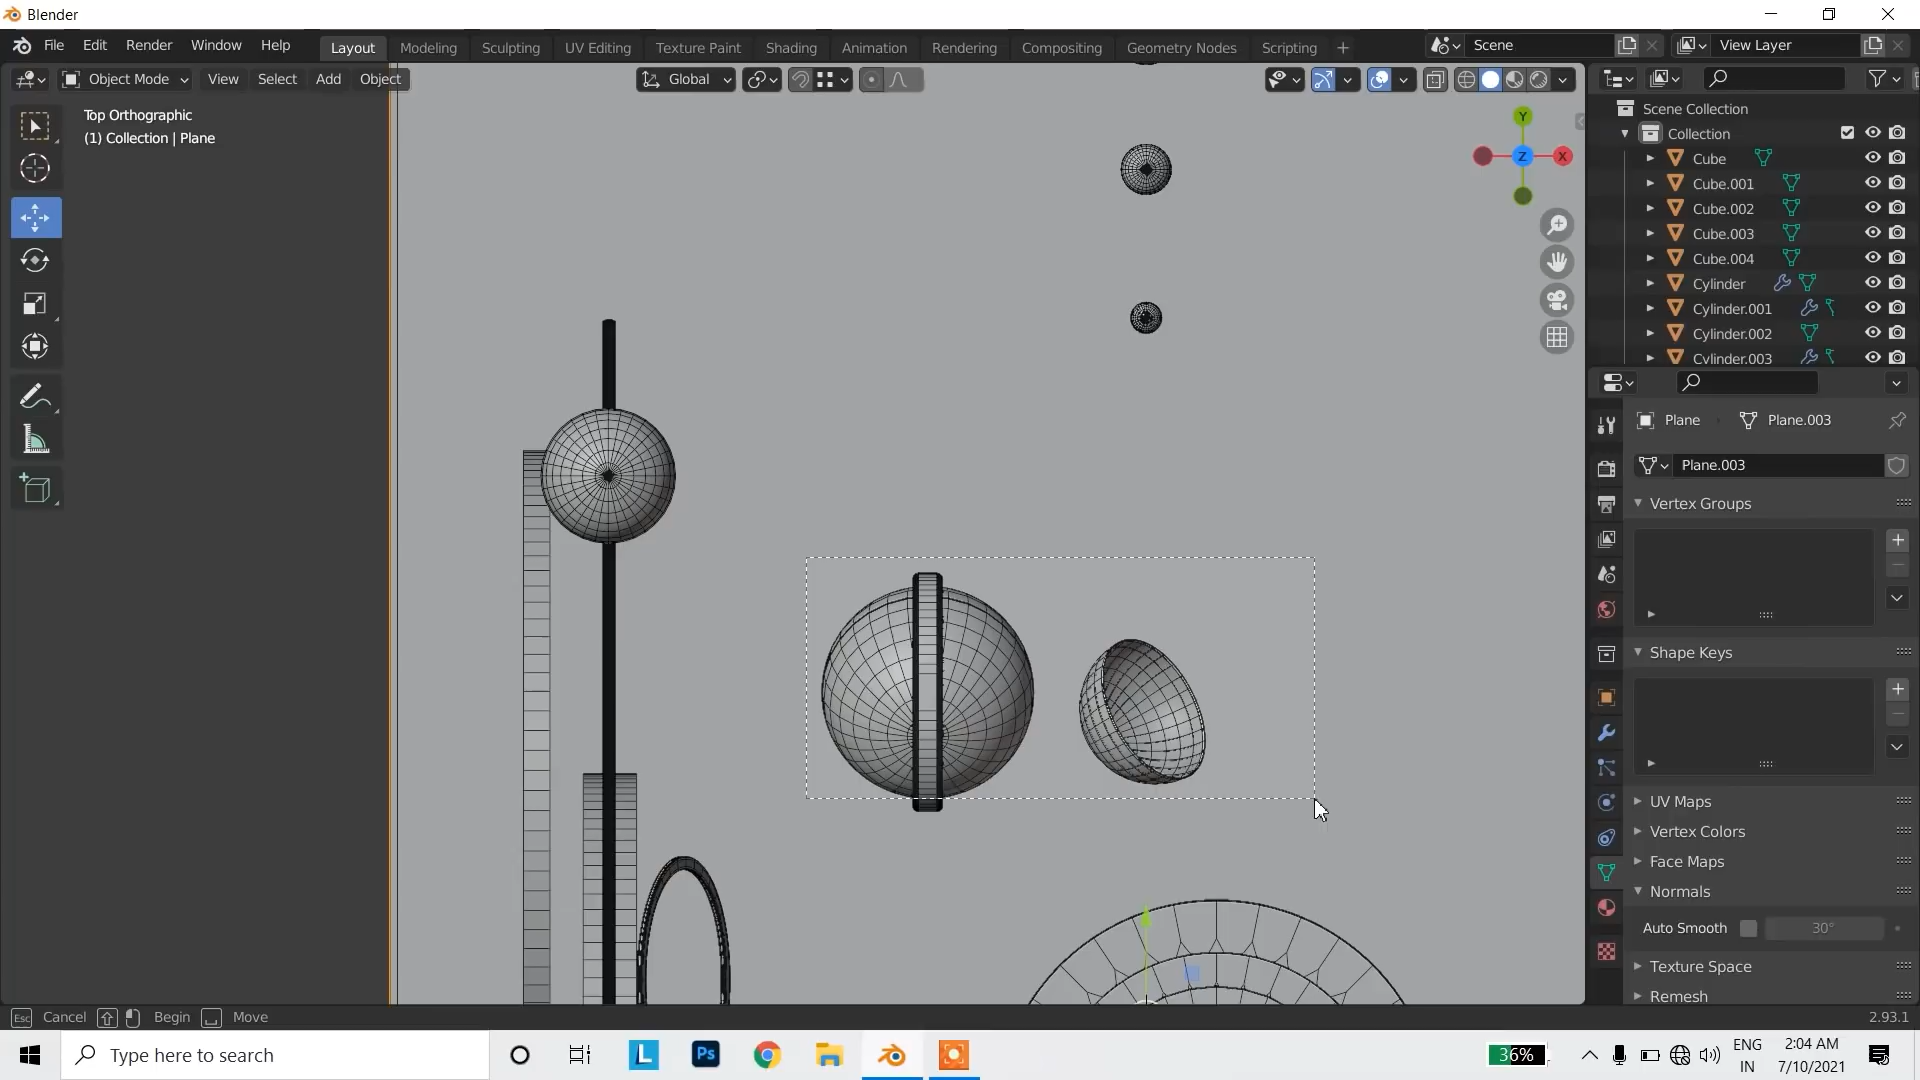 Blender
File Edit Render Window Help Layout Modeling Sculpting UV Editing Texture Paint Shading Animation Rendering Compositing Geometry Nodes Scripting + Scene View Layer
Object Mode View Select Add Object Global
Top Orthographic
(1) Collection | Plane
Y
X
Z
Scene Collection
Collection
Cube
Cube.001
Cube.002
Cube.003
Cube.004
Cylinder
Cylinder.001
Cylinder.002
Cylinder.003
Plane Plane.003
Plane.003
Vertex Groups
Shape Keys
UV Maps
Vertex Colors
Face Maps
Normals
Auto Smooth 30°
Texture Space
Remesh
Esc Cancel Begin Move 2.93.1
Type here to search
L
Ps
36%
ENG
IN
2:04 AM
7/10/2021